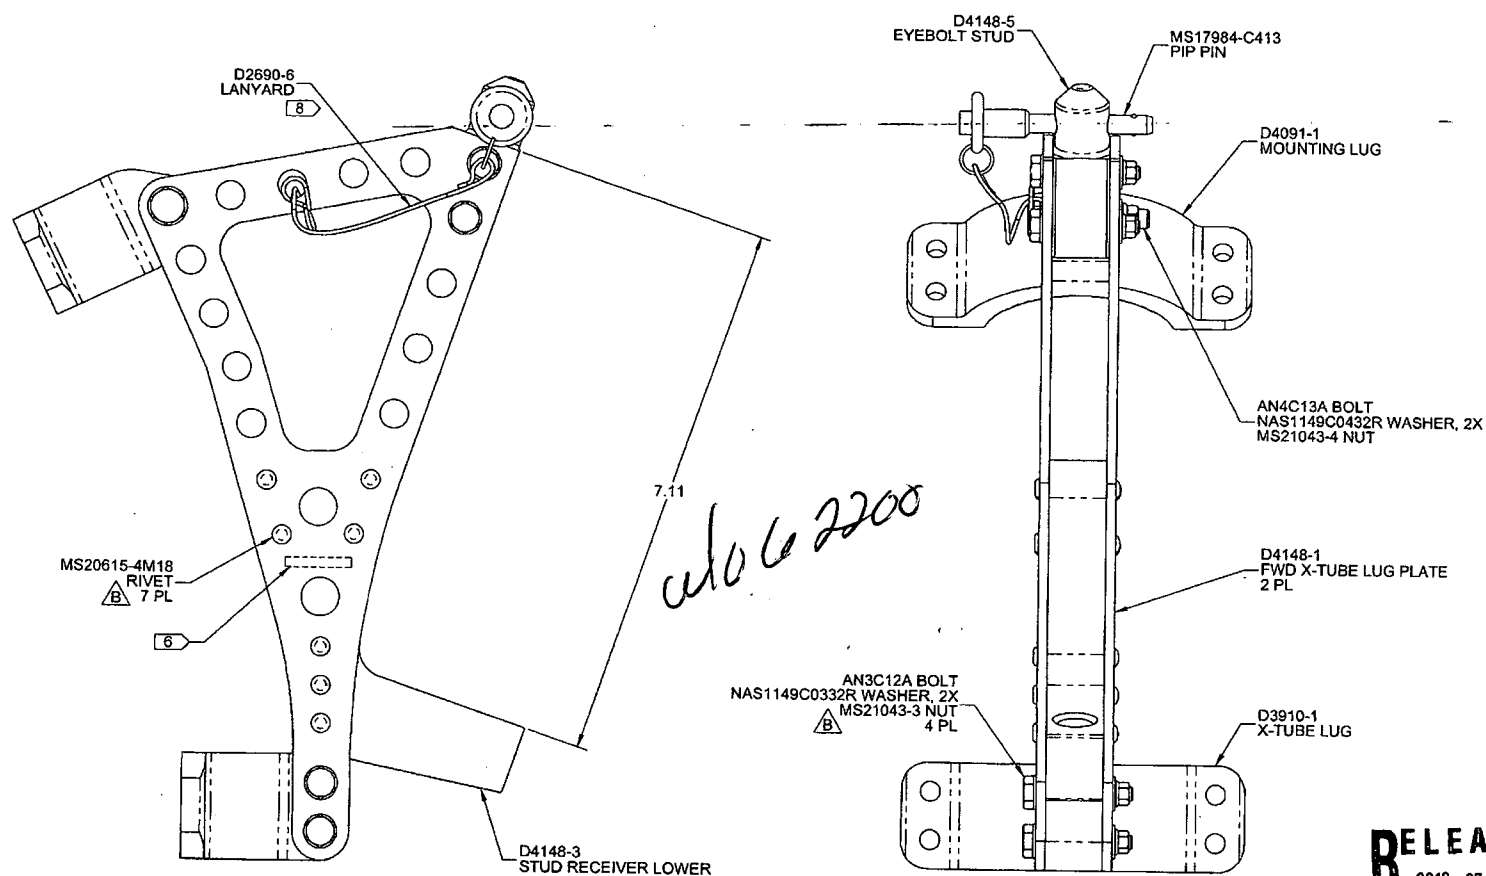 D4148-5
EYEBOLT STUD
MS17984-C413
PIP PIN
D2690-6
LANYARD
8
D4091-1
MOUNTING LUG
AN4C13A BOLT
NAS1149C0432R WASHER, 2X
MS21043-4 NUT
7.11
2200
MS20615-4M18
RIVET
B 7 PL
6
D4148-1
FWD X-TUBE LUG PLATE
2 PL
AN3C12A BOLT
NAS1149C0332R WASHER, 2X
B MS21043-3 NUT
4 PL
D3910-1
X-TUBE LUG
D4148-3
STUD RECEIVER LOWER
RELEA